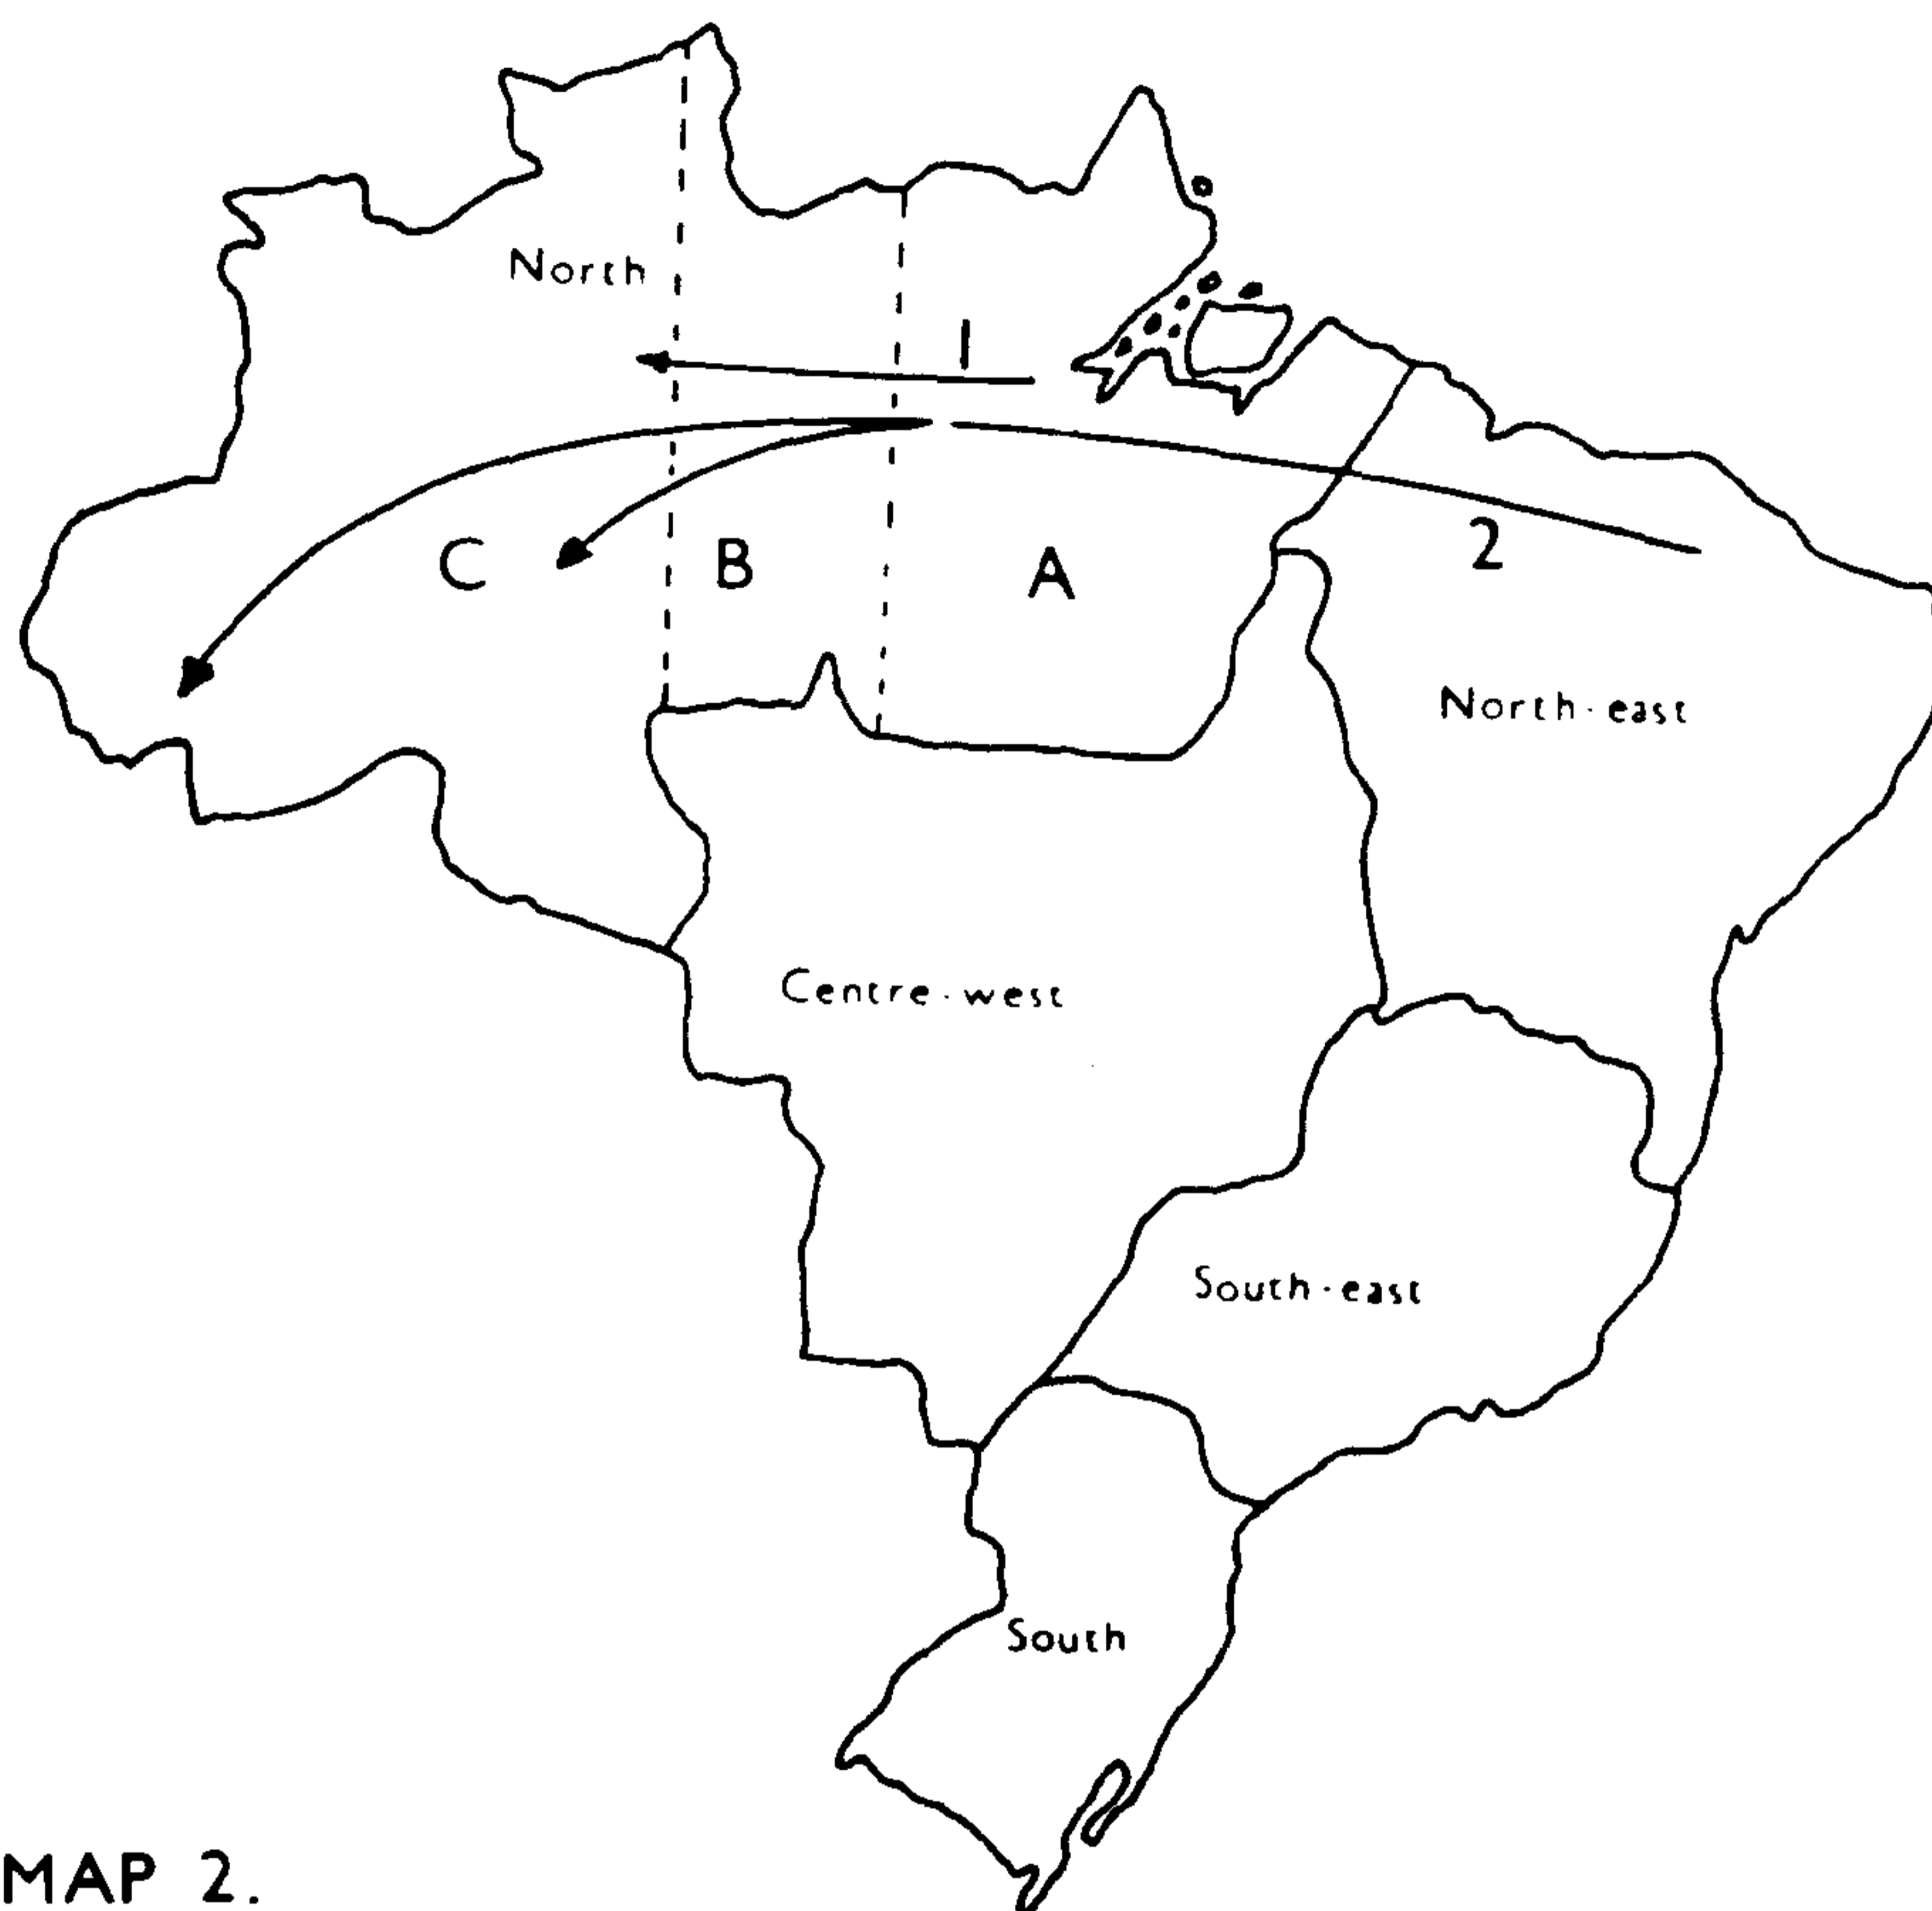 North
1
2
C
B
A
North-east
Centre-west
South-east
South
MAP 2.